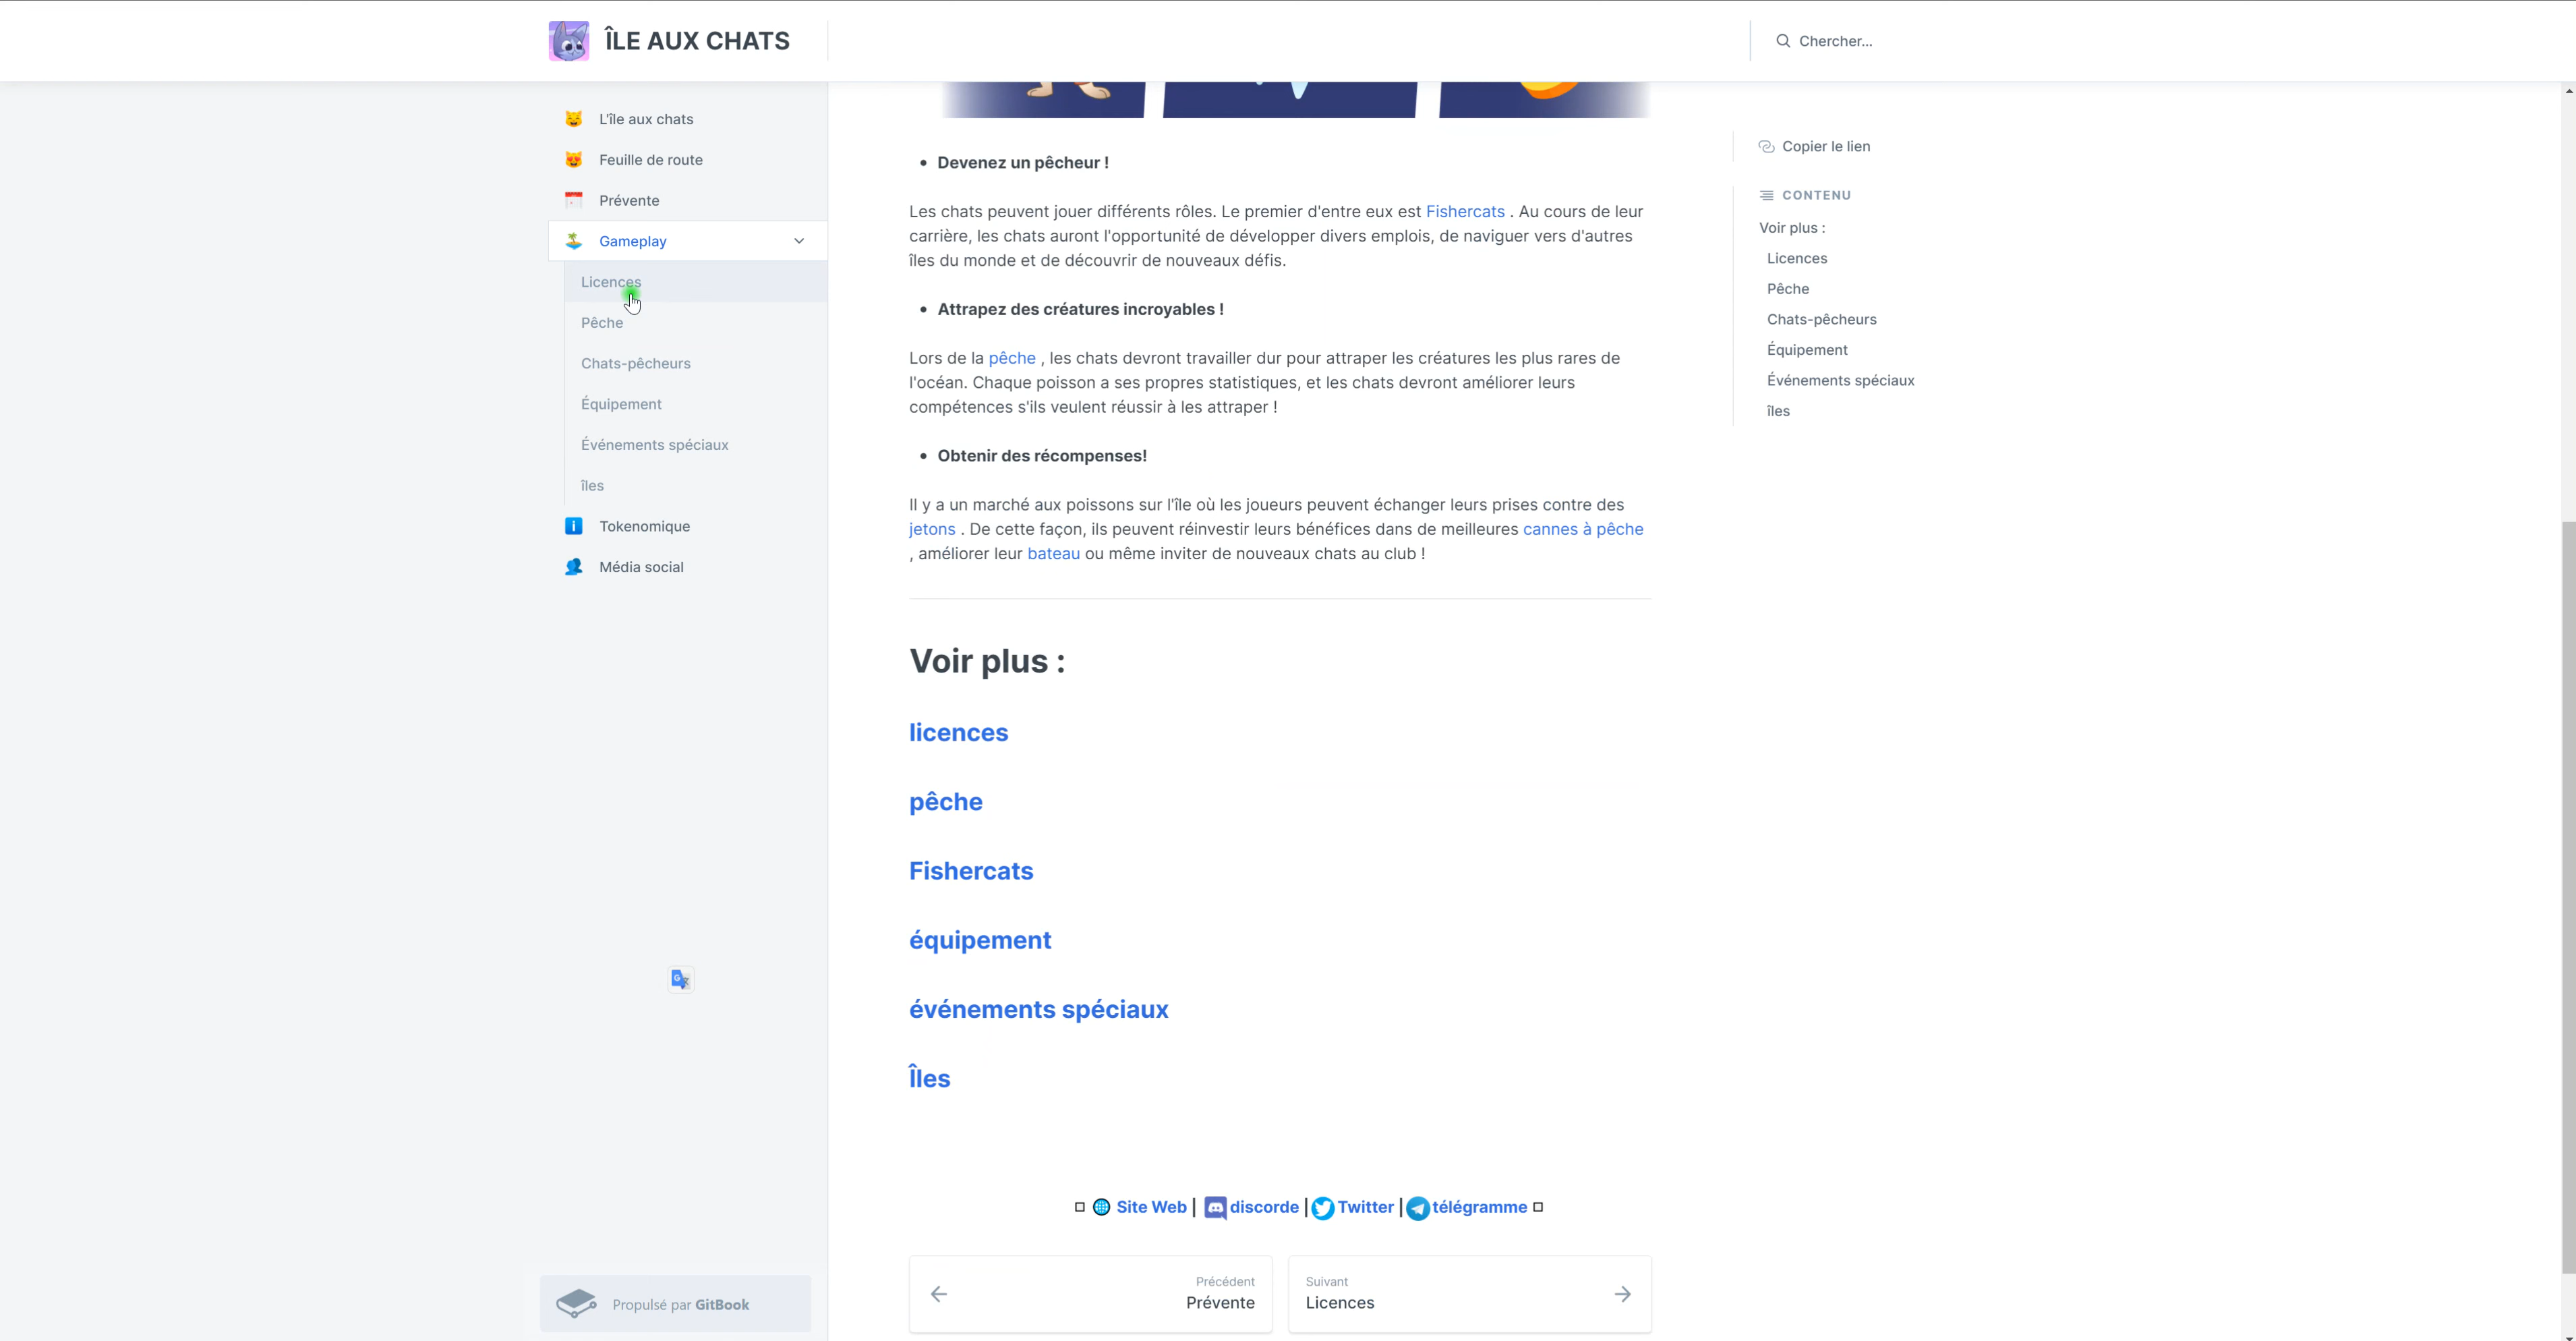 ÎLE AUX CHATS
Chercher...
L'île aux chats
Feuille de route
Prévente
Gameplay
Licences
Pêche
Chats-pêcheurs
Équipement
Événements spéciaux
îles
Tokenomique
Média social
Propulsé par GitBook
• Devenez un pêcheur !
Les chats peuvent jouer différents rôles. Le premier d'entre eux est Fishercats . Au cours de leur
carrière, les chats auront l'opportunité de développer divers emplois, de naviguer vers d'autres
îles du monde et de découvrir de nouveaux défis.
• Attrapez des créatures incroyables !
Lors de la pêche , les chats devront travailler dur pour attraper les créatures les plus rares de
l'océan. Chaque poisson a ses propres statistiques, et les chats devront améliorer leurs
compétences s'ils veulent réussir à les attraper !
• Obtenir des récompenses!
Il y a un marché aux poissons sur l'île où les joueurs peuvent échanger leurs prises contre des
jetons . De cette façon, ils peuvent réinvestir leurs bénéfices dans de meilleures cannes à pêche
, améliorer leur bateau ou même inviter de nouveaux chats au club !
Voir plus :
licences
pêche
Fishercats
équipement
événements spéciaux
Îles
Site Web | discorde | Twitter | télégramme
Précédent
Prévente
Suivant
Licences
Copier le lien
CONTENU
Voir plus :
Licences
Pêche
Chats-pêcheurs
Équipement
Événements spéciaux
îles